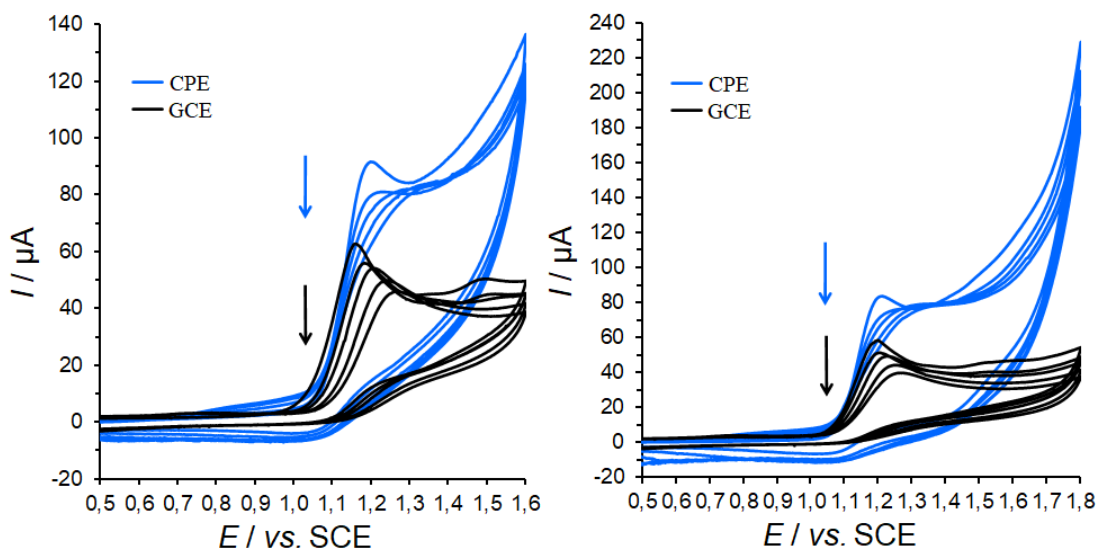 140
120
100
80
60
40
20
0
-20
I / µA
CPE
GCE
0,5 0,6 0,7 0,8 0,9 1,0 1,1 1,2 1,3 1,4 1,5 1,6
E / vs. SCE
240
220
200
180
160
140
120
100
80
60
40
20
0
-20
I / µA
CPE
GCE
0,5 0,6 0,7 0,8 0,9 1,0 1,1 1,2 1,3 1,4 1,5 1,6 1,7 1,8
E / vs. SCE